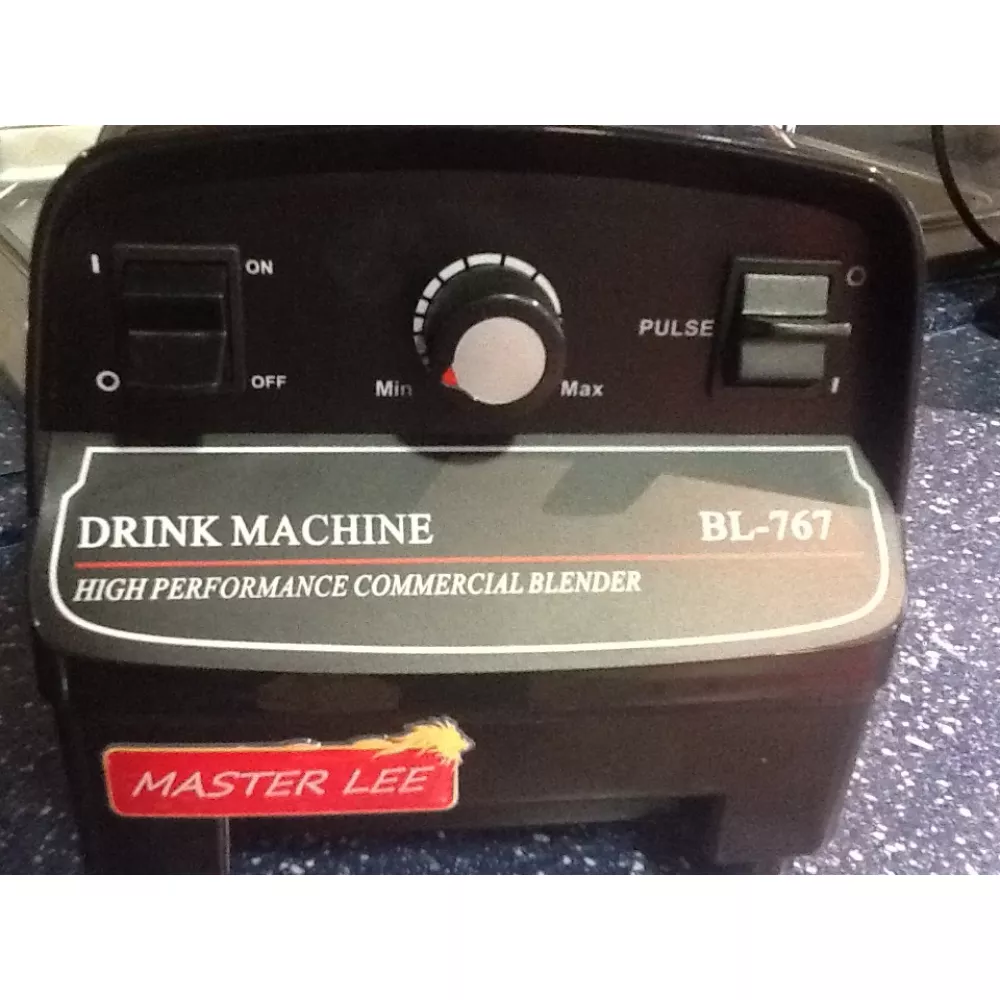 I ON
O OFF
Min Max
PULSE
O
I
DRINK MACHINE BL-767
HIGH PERFORMANCE COMMERCIAL BLENDER
MASTER LEE